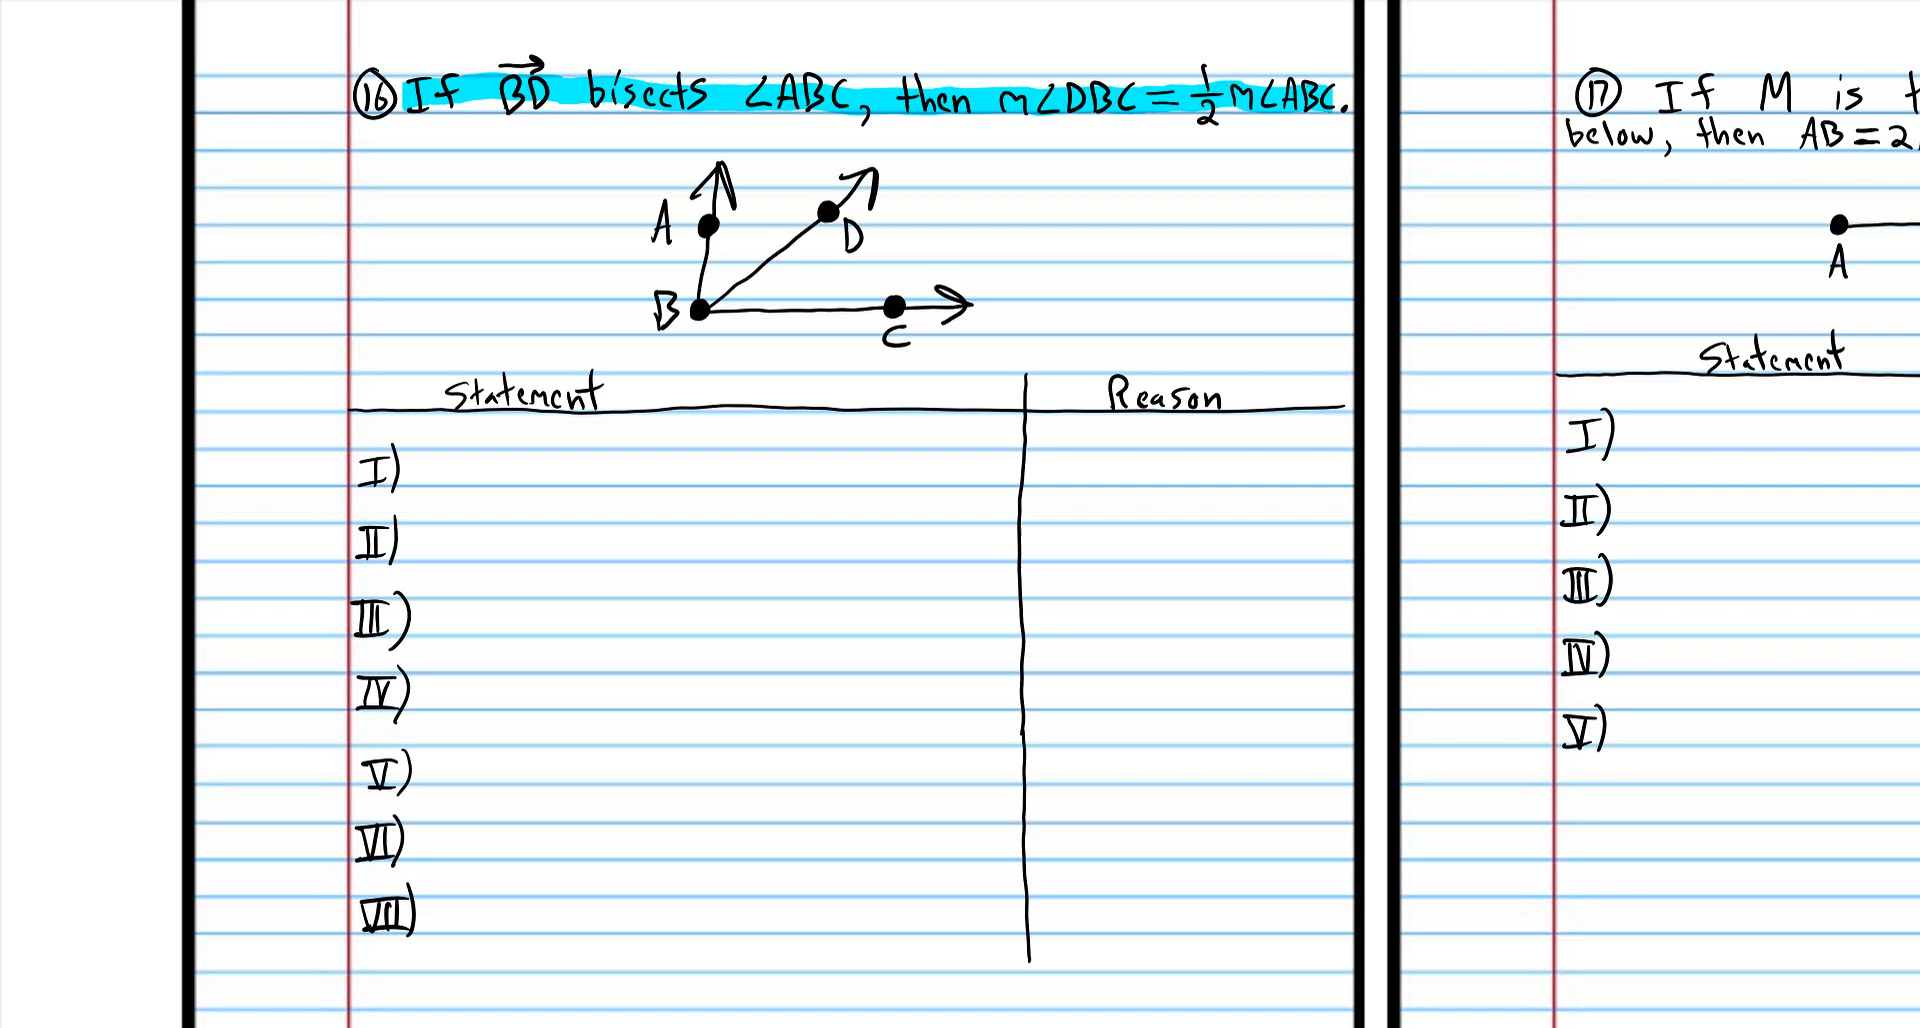 ⑯ If BD bisects ∠ABC, then m∠DBC = 1/2 m∠ABC.
A
D
B
C
Statement Reason
I)
II)
III)
IV)
V)
VI)
VII)
⑰ If M is
below, then AB = 2
A
Statement
I)
II)
III)
IV)
V)